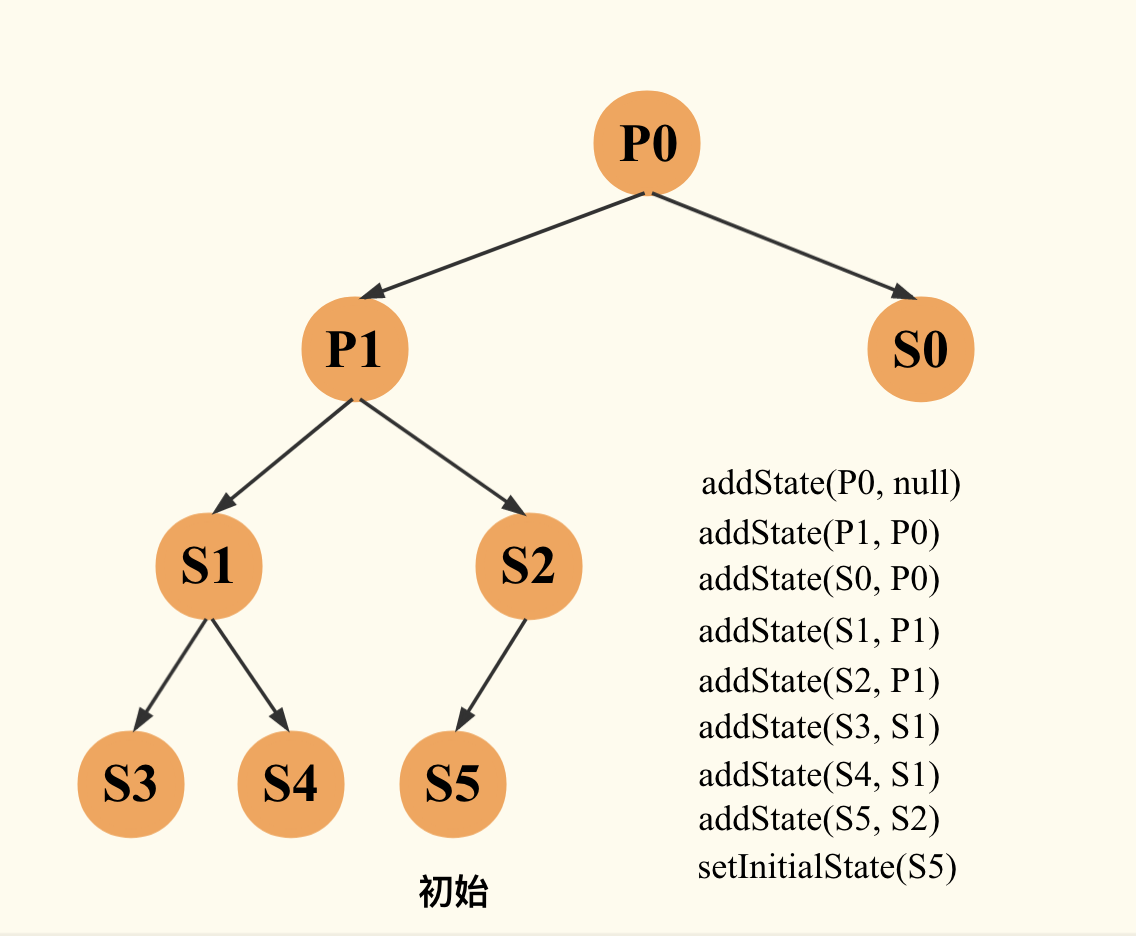 P0
P1
S0
S1
S2
S3
S4
S5
初始
addState(P0, null)
addState(P1, P0)
addState(S0, P0)
addState(S1, P1)
addState(S2, P1)
addState(S3, S1)
addState(S4, S1)
addState(S5, S2)
setInitialState(S5)